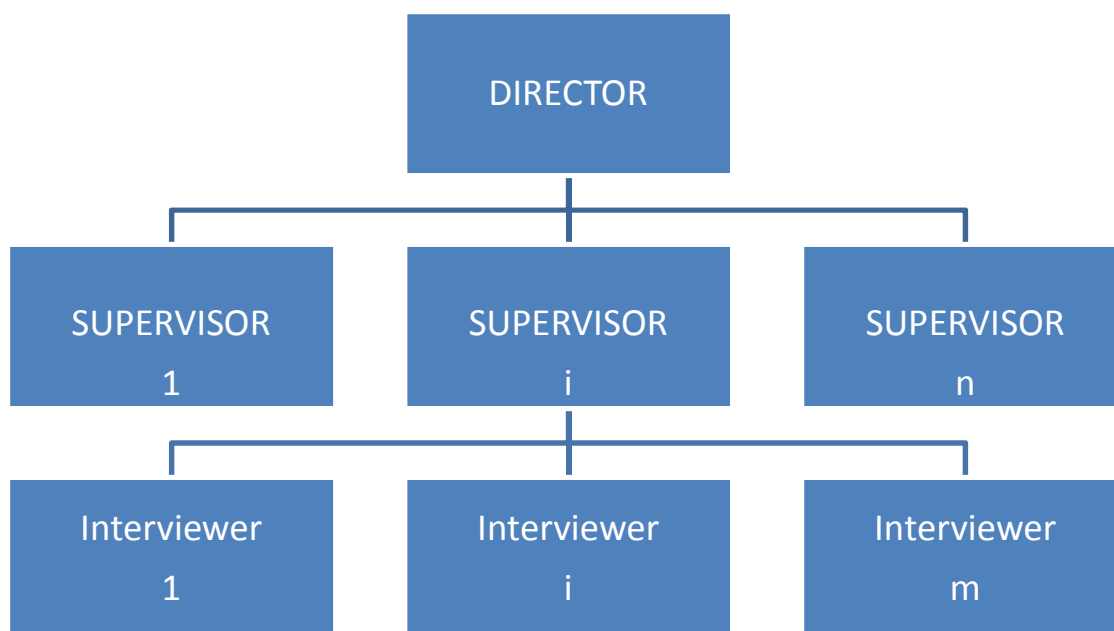 DIRECTOR
SUPERVISOR
1
SUPERVISOR
i
SUPERVISOR
n
Interviewer
1
Interviewer
i
Interviewer
m